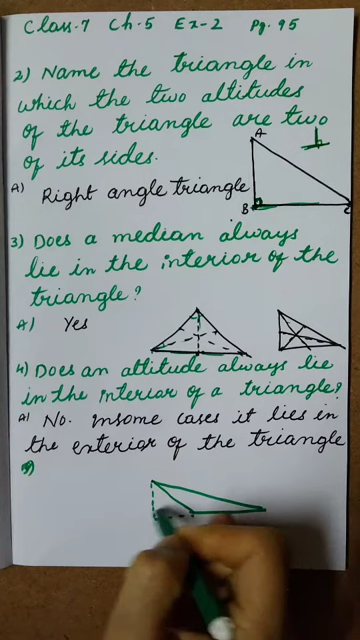 Class-7 Ch-5 Ex-2 Pg. 95
2) Name the triangle in
which the two altitudes
of the triangle are two
of its sides.
A) Right angle triangle
A
B
C
b
3) Does a median always
lie in the interior of the
triangle?
A) Yes
4) Does an altitude always lie
in the interior of a triangle?
A) No. Insome cases it lies in
the exterior of the triangle